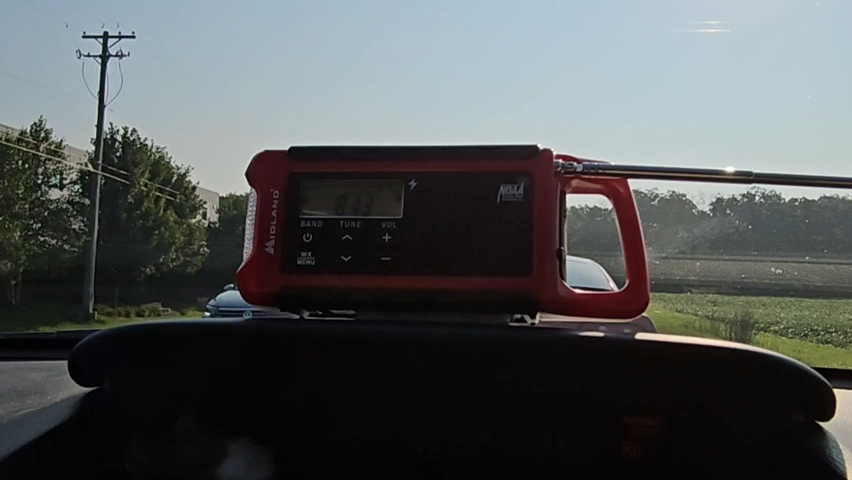 MIDLAND
NOAA
BAND TUNE VOL
+
WX
MENU
−